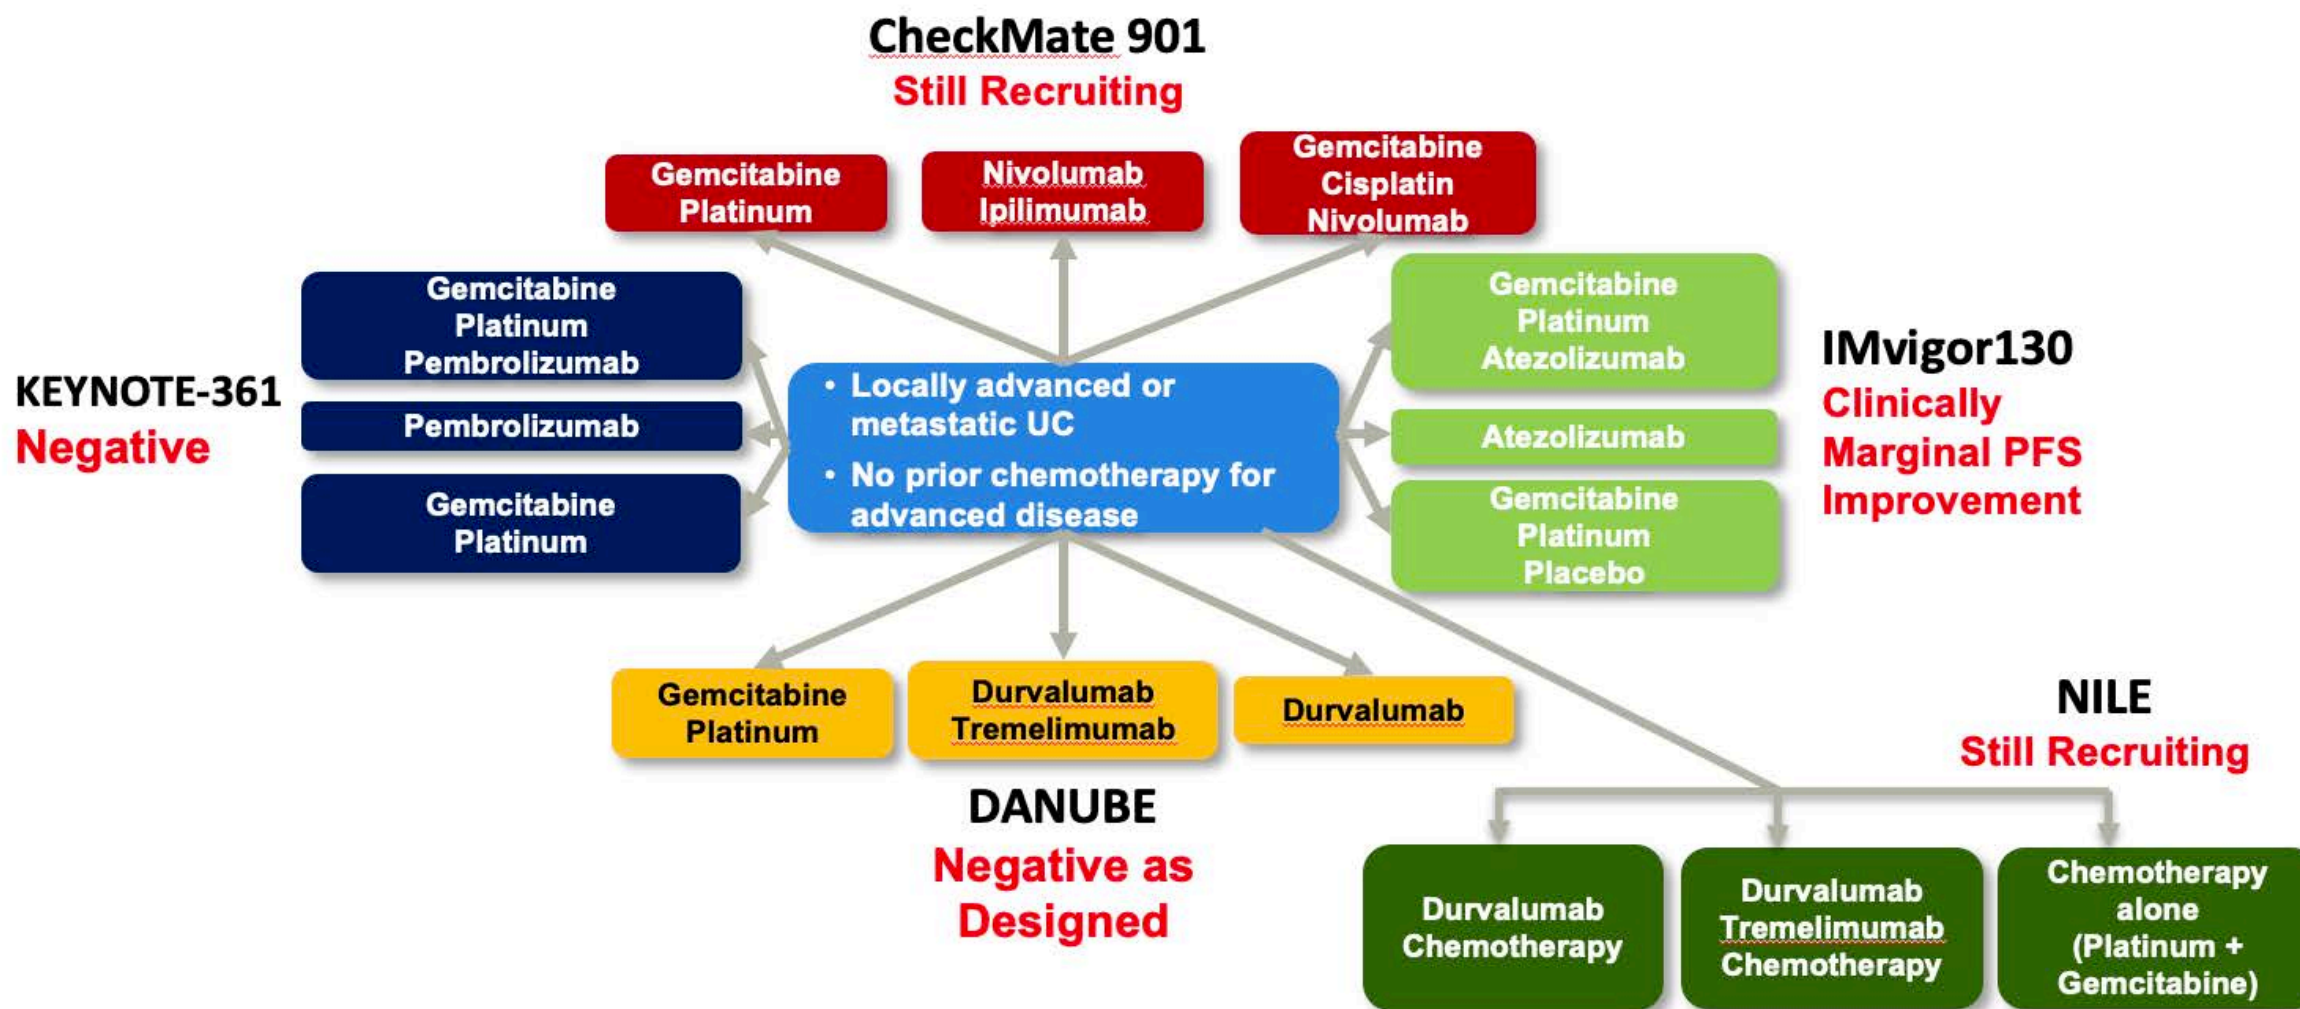 CheckMate 901
Still Recruiting
Gemcitabine
Platinum
Nivolumab
Ipilimumab
Gemcitabine
Cisplatin
Nivolumab
KEYNOTE-361
Negative
Gemcitabine
Platinum
Pembrolizumab
Pembrolizumab
Gemcitabine
Platinum
• Locally advanced or
metastatic UC
• No prior chemotherapy for
advanced disease
Gemcitabine
Platinum
Atezolizumab
Atezolizumab
Gemcitabine
Platinum
Placebo
IMvigor130
Clinically
Marginal PFS
Improvement
Gemcitabine
Platinum
Durvalumab
Tremelimumab
Durvalumab
DANUBE
Negative as
Designed
NILE
Still Recruiting
Durvalumab
Chemotherapy
Durvalumab
Tremelimumab
Chemotherapy
Chemotherapy
alone
(Platinum +
Gemcitabine)